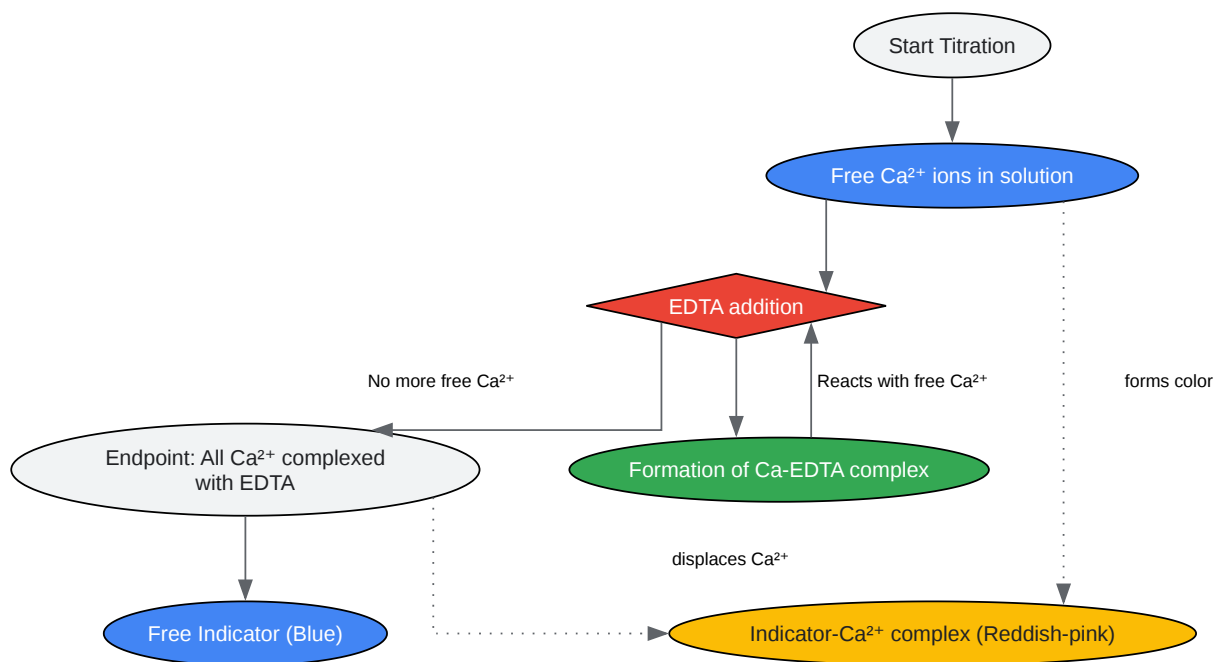 Start Titration
Free Ca²⁺ ions in solution
EDTA addition
No more free Ca²⁺
Reacts with free Ca²⁺
forms color
Endpoint: All Ca²⁺ complexed
with EDTA
Formation of Ca-EDTA complex
displaces Ca²⁺
Free Indicator (Blue)
Indicator-Ca²⁺ complex (Reddish-pink)